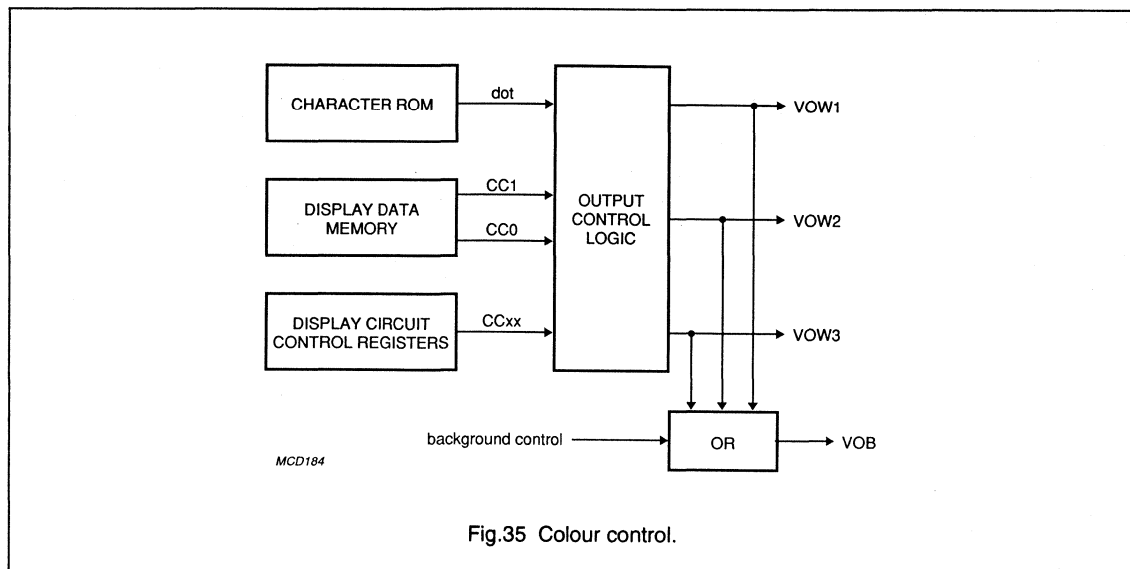 CHARACTER ROM
dot
VOW1
DISPLAY DATA
MEMORY
CC1
CC0
OUTPUT
CONTROL
LOGIC
VOW2
DISPLAY CIRCUIT
CONTROL REGISTERS
CCxx
VOW3
background control
OR
VOB
MCD184
Fig.35 Colour control.